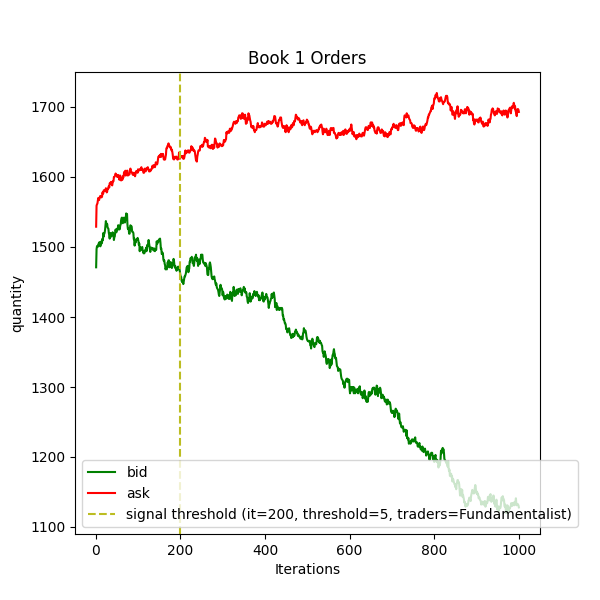 Book 1 Orders
quantity
1700
1600
1500
1400
1300
1200
1100
bid
ask
signal threshold (it=200, threshold=5, traders=Fundamentalist)
0 200 400 600 800 1000
Iterations